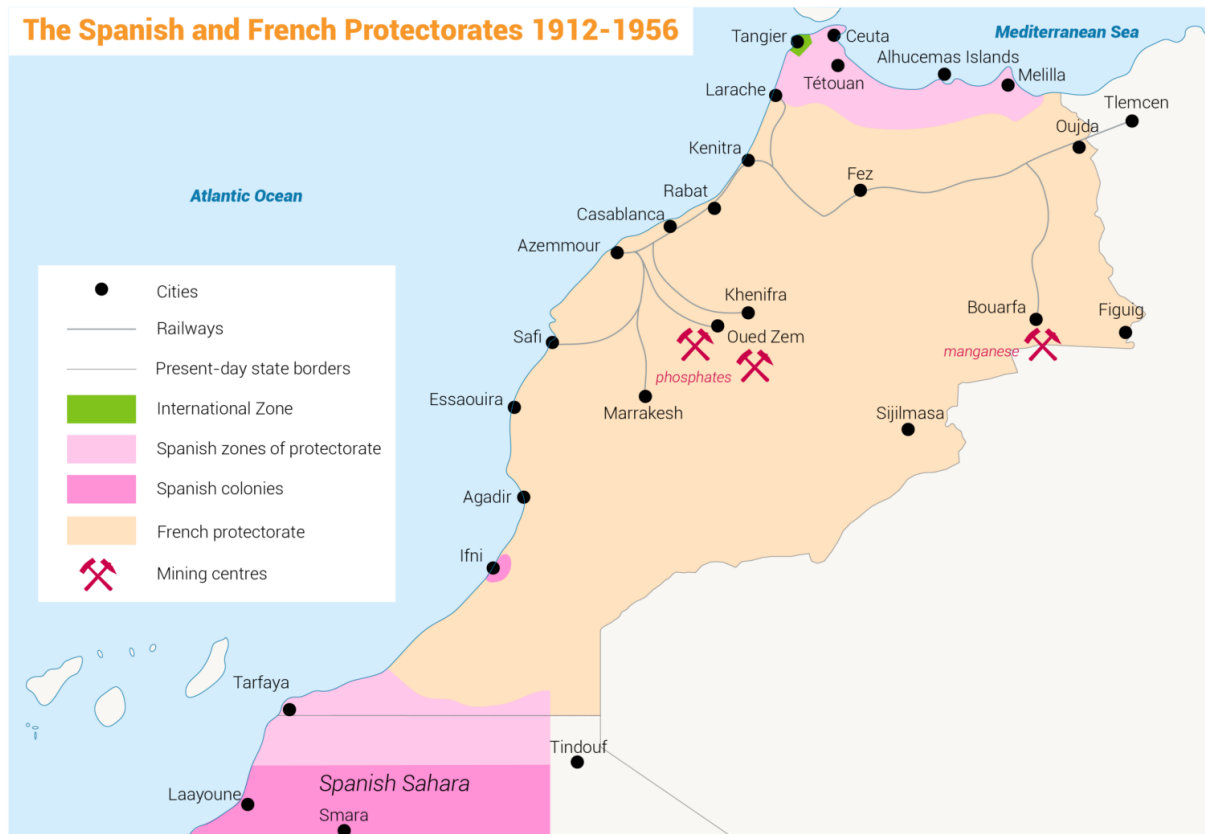 The Spanish and French Protectorates 1912-1956
Mediterranean Sea
Tangier
Ceuta
Alhucemas Islands
Melilla
Tétouan
Larache
Tlemcen
Oujda
Kenitra
Fez
Rabat
Atlantic Ocean
Casablanca
Azemmour
Cities
Railways
Present-day state borders
International Zone
Spanish zones of protectorate
Spanish colonies
French protectorate
Mining centres
Khenifra
Bouarfa
Figuig
Safi
Oued Zem
manganese
phosphates
Essaouira
Marrakesh
Sijilmasa
Agadir
Ifni
Tarfaya
Tindouf
Spanish Sahara
Laayoune
Smara